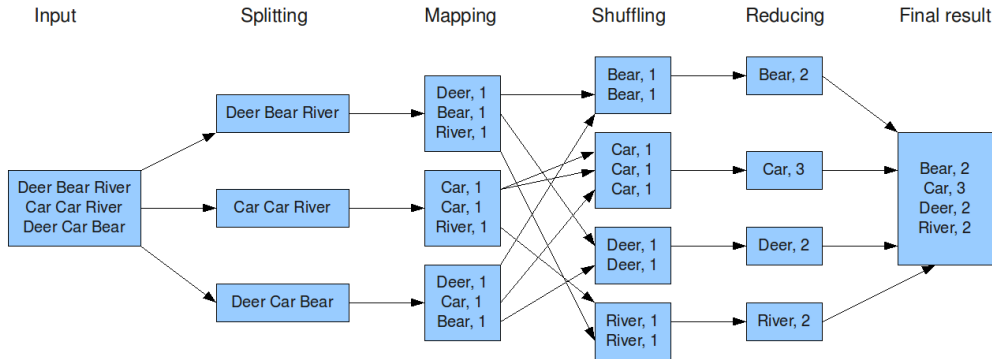 Input
Splitting
Mapping
Shuffling
Reducing
Final result
Deer Bear River
Car Car River
Deer Car Bear
Deer Bear River
Car Car River
Deer Car Bear
Deer, 1
Bear, 1
River, 1
Car, 1
Car, 1
River, 1
Deer, 1
Car, 1
Bear, 1
Bear, 1
Bear, 1
Car, 1
Car, 1
Car, 1
Deer, 1
Deer, 1
River, 1
River, 1
Bear, 2
Car, 3
Deer, 2
River, 2
Bear, 2
Car, 3
Deer, 2
River, 2